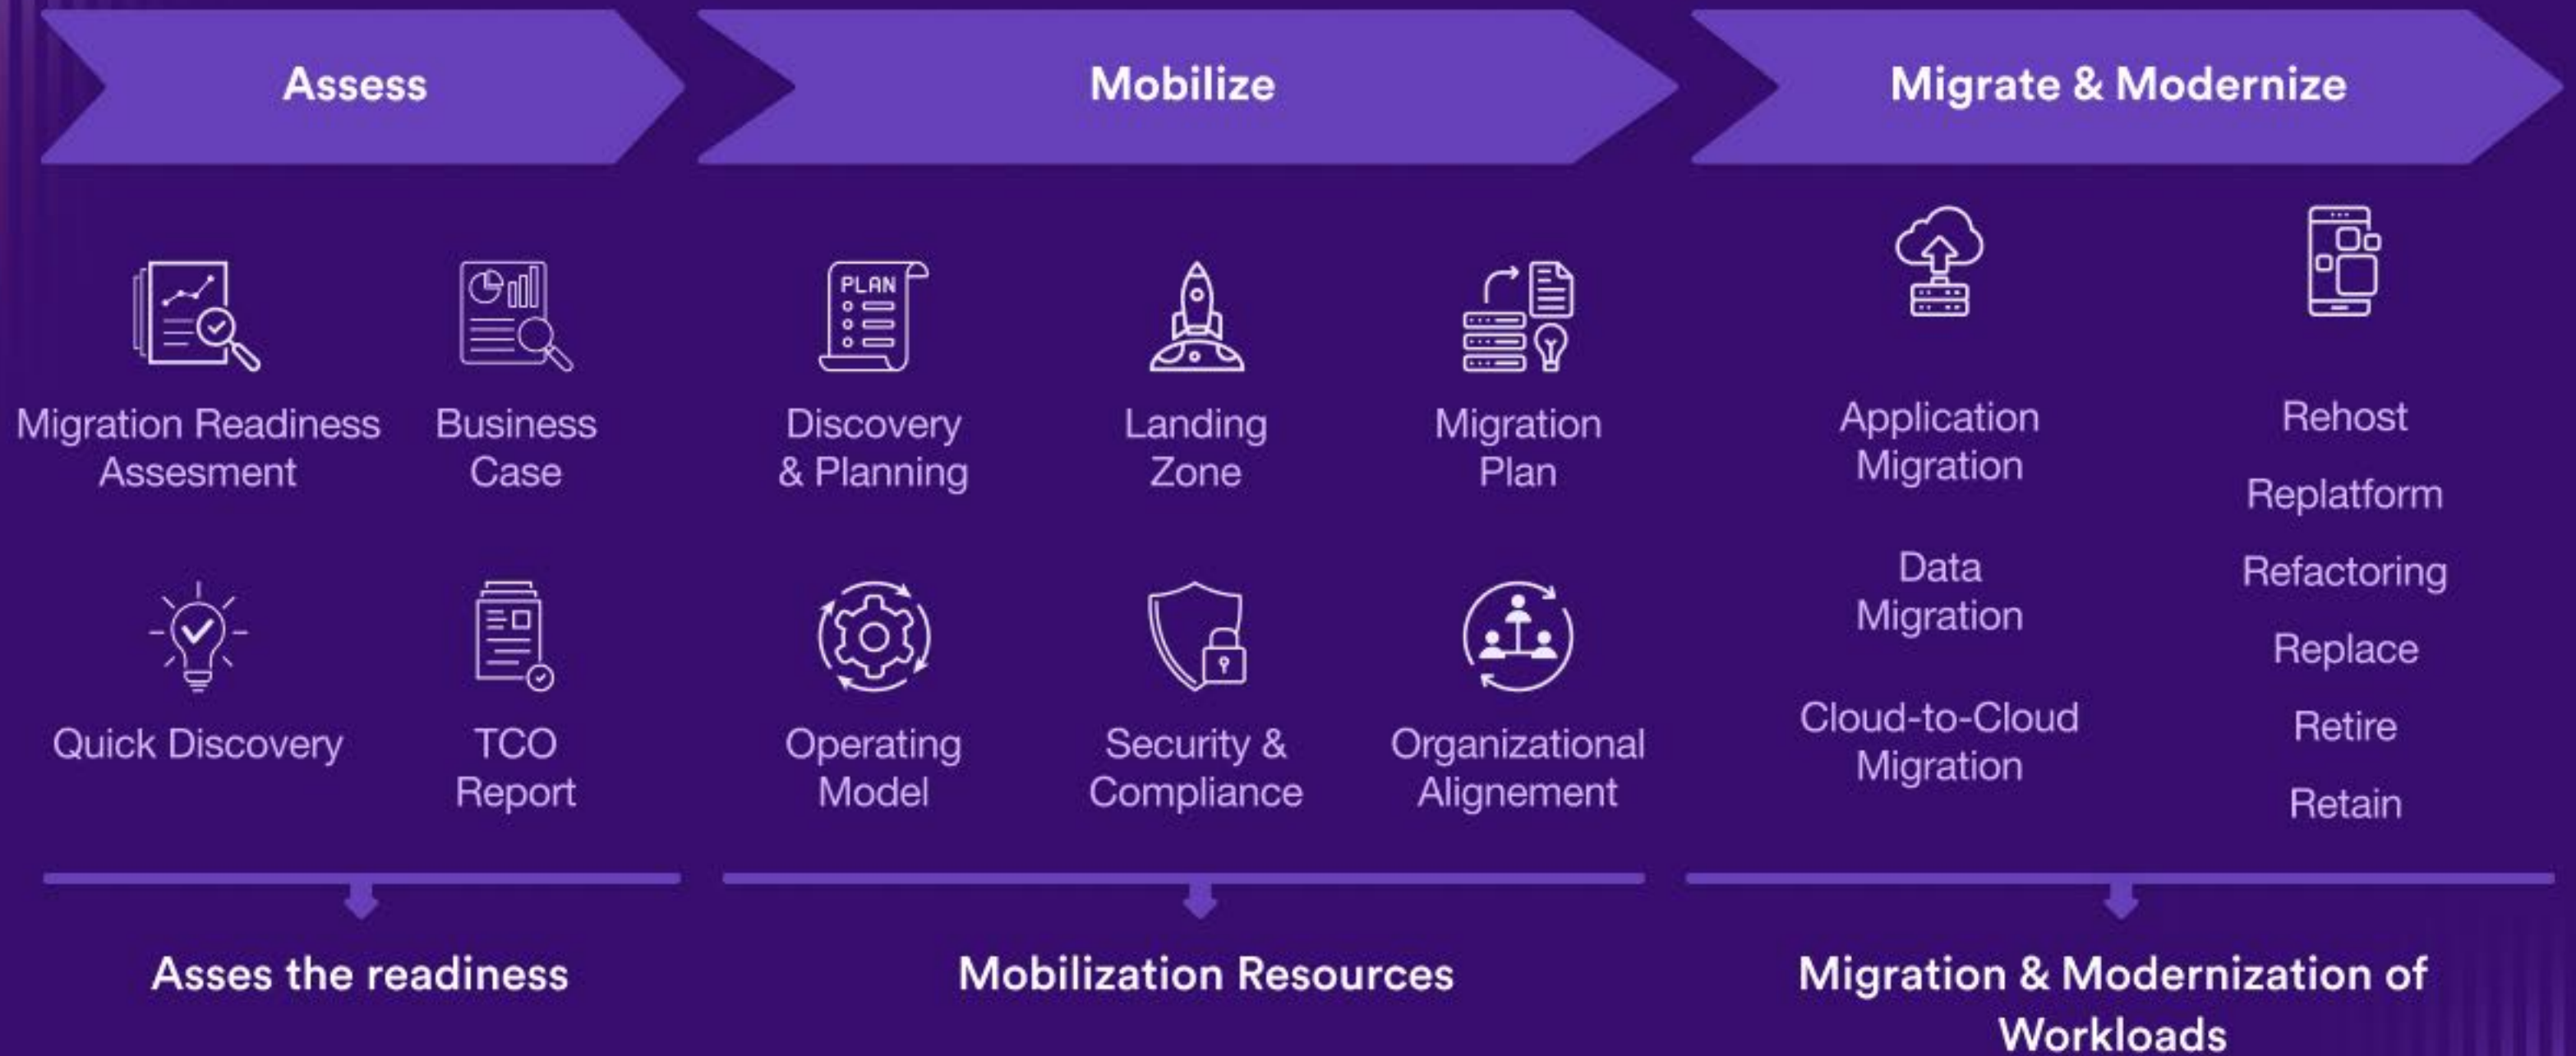 Assess
Mobilize
Migrate & Modernize
Migration Readiness
Assesment
Business
Case
Quick Discovery
TCO
Report
PLAN
Discovery
& Planning
Landing
Zone
Migration
Plan
Operating
Model
Security &
Compliance
Organizational
Alignement
Application
Migration
Data
Migration
Cloud-to-Cloud
Migration
Rehost
Replatform
Refactoring
Replace
Retire
Retain
Asses the readiness
Mobilization Resources
Migration & Modernization of
Workloads